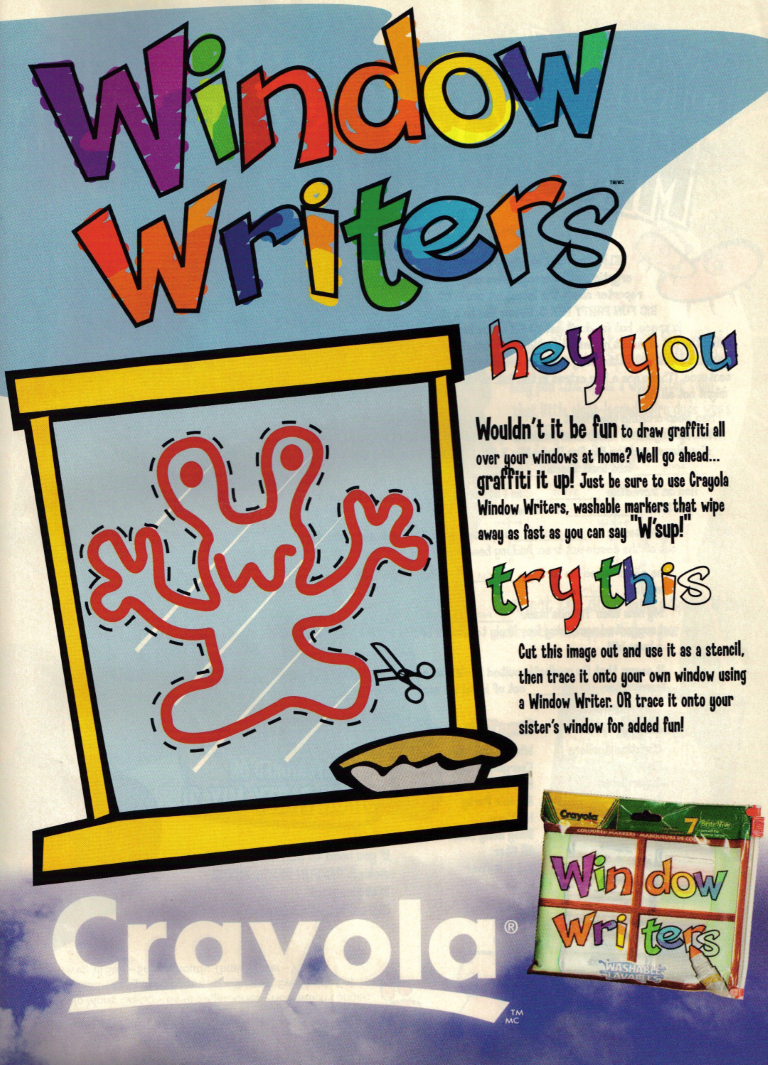 Window
Writers
TM/MC
hey you
Wouldn't it be fun to draw graffiti all
over your windows at home? Well go ahead...
graffiti it up! Just be sure to use Crayola
Window Writers, washable markers that wipe
away as fast as you can say "W'sup!"
try this
Cut this image out and use it as a stencil,
then trace it onto your own window using
a Window Writer. OR trace it onto your
sister's window for added fun!
Crayola
7
COLOURED MARKERS
Window
Writers
WASHABLE
LAVABLES
Crayola®
TM
MC